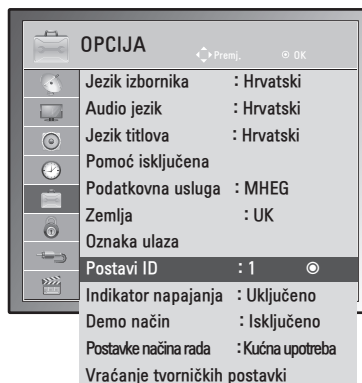 OPCIJA
Premj. OK
Jezik izbornika : Hrvatski
Audio jezik : Hrvatski
Jezik titlova : Hrvatski
Pomoć isključena
Podatkovna usluga : MHEG
Zemlja : UK
Oznaka ulaza
Postavi ID : 1
Indikator napajanja : Uključeno
Demo način : Isključeno
Postavke načina rada : Kućna upotreba
Vraćanje tvorničkih postavki